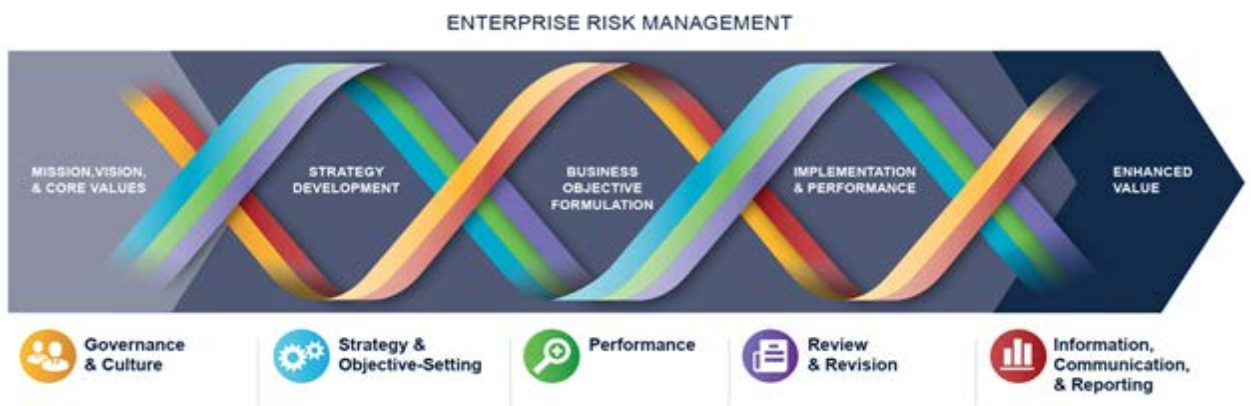 ENTERPRISE RISK MANAGEMENT
MISSION,VISION,
& CORE VALUES
STRATEGY
DEVELOPMENT
BUSINESS
OBJECTIVE
FORMULATION
IMPLEMENTATION
& PERFORMANCE
ENHANCED
VALUE
Governance
& Culture
Strategy &
Objective-Setting
Performance
Review
& Revision
Information,
Communication,
& Reporting